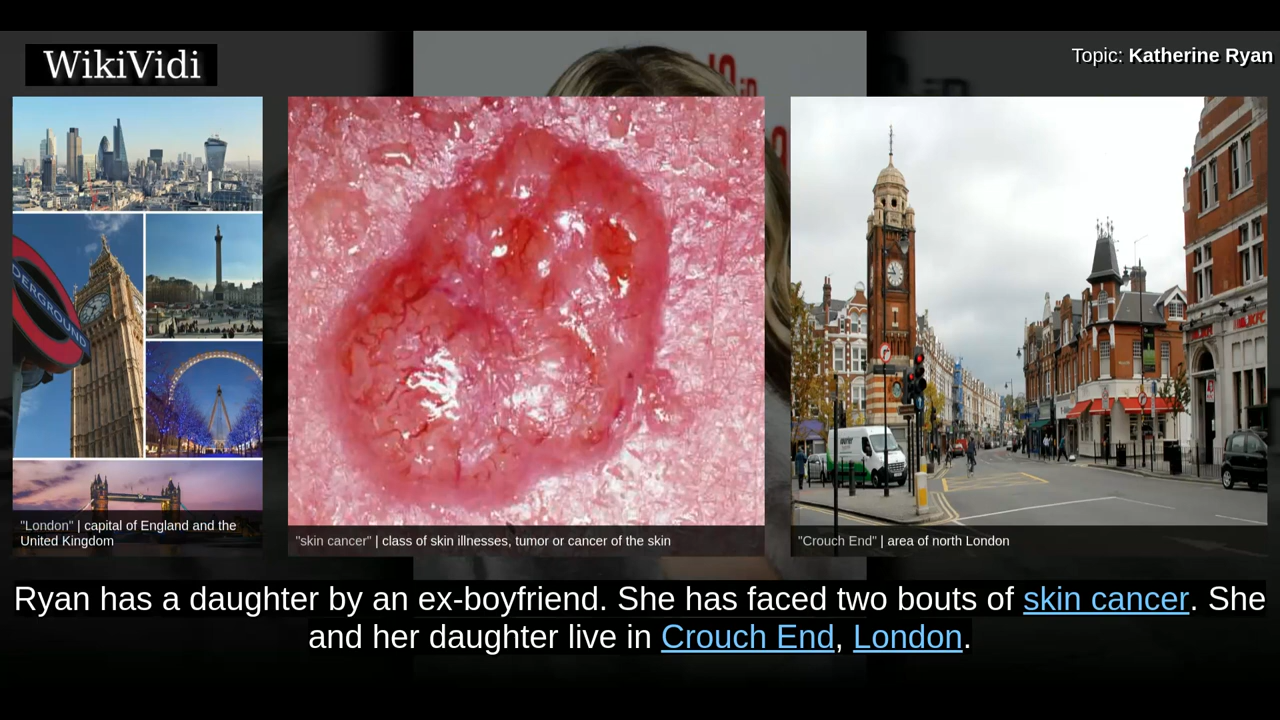 WikiVidi
Topic: Katherine Ryan
DERGROUND
KFC
"London" | capital of England and the
United Kingdom
"skin cancer" | class of skin illnesses, tumor or cancer of the skin
"Crouch End" | area of north London
Ryan has a daughter by an ex-boyfriend. She has faced two bouts of skin cancer. She
and her daughter live in Crouch End, London.